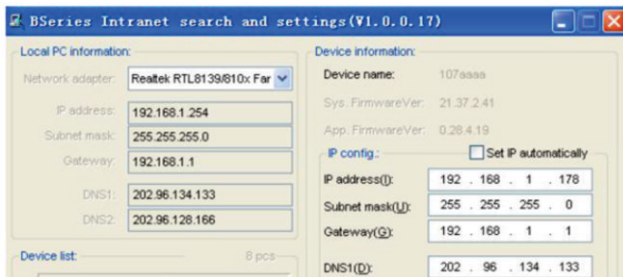 BSeries Intranet search and settings(V1.0.0.17)
Local PC information:
Network adapter: Realtek RTL8139/810x Far
IP address: 192.168.1.254
Subnet mask: 255.255.255.0
Gateway: 192.168.1.1
DNS1: 202.96.134.133
DNS2: 202.96.128.166
Device list: 8 pcs
Device information:
Device name: 107aaaa
Sys. FirmwareVer: 21.37.2.41
App. FirmwareVer: 0.28.4.19
IP config.: Set IP automatically
IP address(I): 192 . 168 . 1 . 178
Subnet mask(U): 255 . 255 . 255 . 0
Gateway(G): 192 . 168 . 1 . 1
DNS1(D): 202 . 96 . 134 . 133